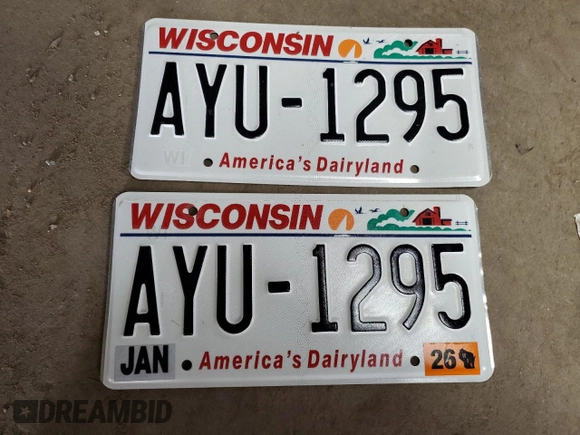 WISCONSIN
AYU-1295
WI
America's Dairyland
WISCONSIN
AYU-1295
JAN America's Dairyland 26
DREAMBID